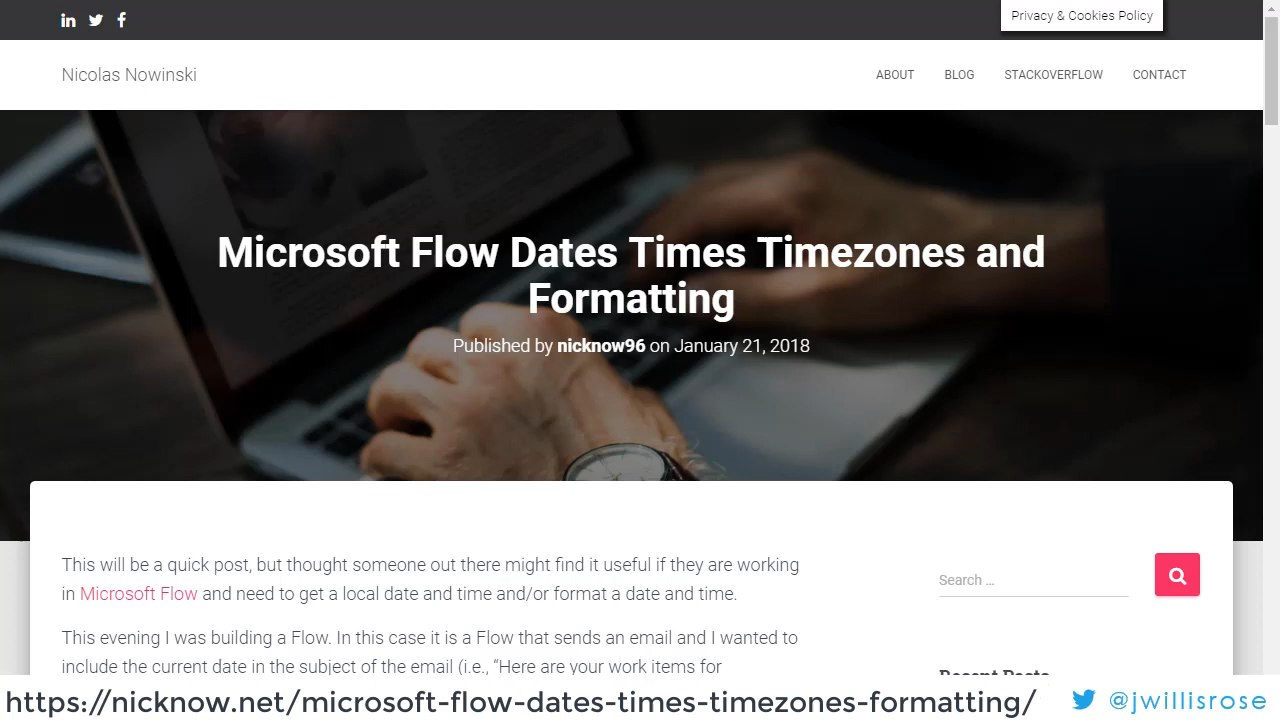 Privacy & Cookies Policy
Nicolas Nowinski
ABOUT BLOG STACKOVERFLOW CONTACT
Microsoft Flow Dates Times Timezones and
Formatting
Published by nicknow96 on January 21, 2018
This will be a quick post, but thought someone out there might find it useful if they are working
in Microsoft Flow and need to get a local date and time and/or format a date and time.
Search …
This evening I was building a Flow. In this case it is a Flow that sends an email and I wanted to
include the current date in the subject of the email (i.e., “Here are your work items for
Recent Posts
https://nicknow.net/microsoft-flow-dates-times-timezones-formatting/
@jwillisrose